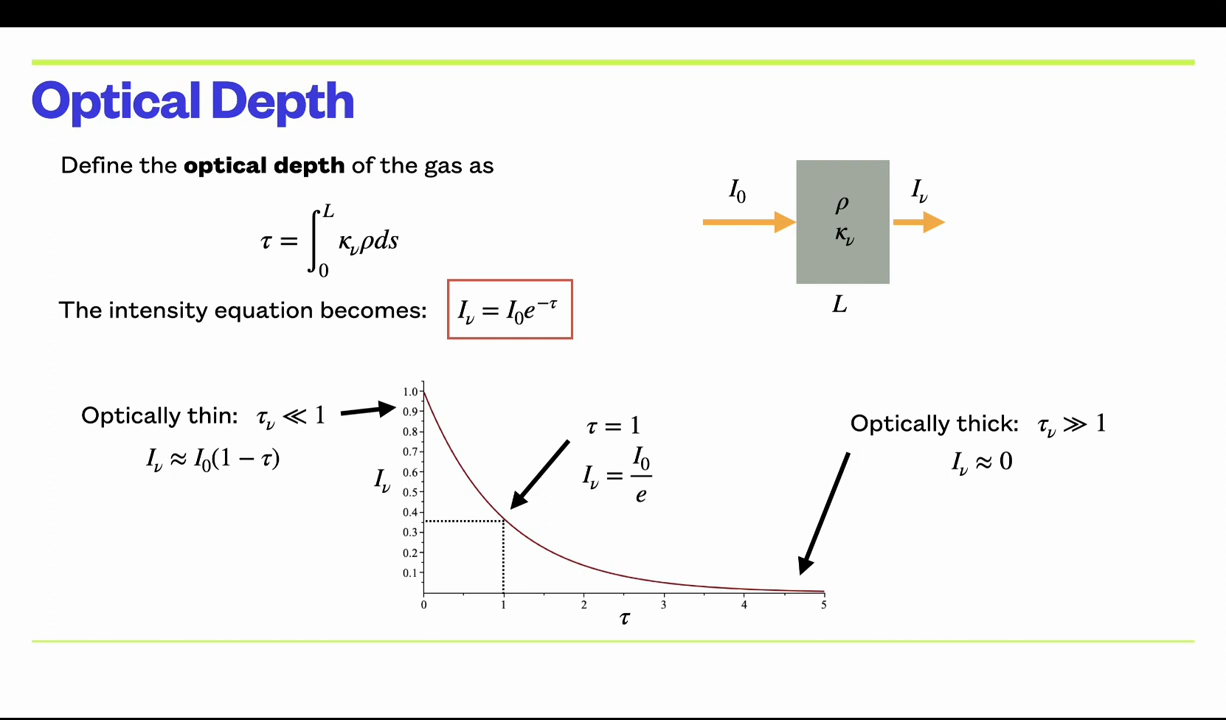 Optical Depth
Define the optical depth of the gas as
τ = ∫₀ᴸ κ_ν ρ ds
The intensity equation becomes: I_ν = I₀e^{−τ}
I₀
ρ
κ_ν
I_ν
L
Optically thin: τ_ν ≪ 1
I_ν ≈ I₀(1 − τ)
I_ν
1.0
0.9
0.8
0.7
0.6
0.5
0.4
0.3
0.2
0.1
0 1 2 3 4 5
τ
τ = 1
I_ν = I₀/e
Optically thick: τ_ν ≫ 1
I_ν ≈ 0